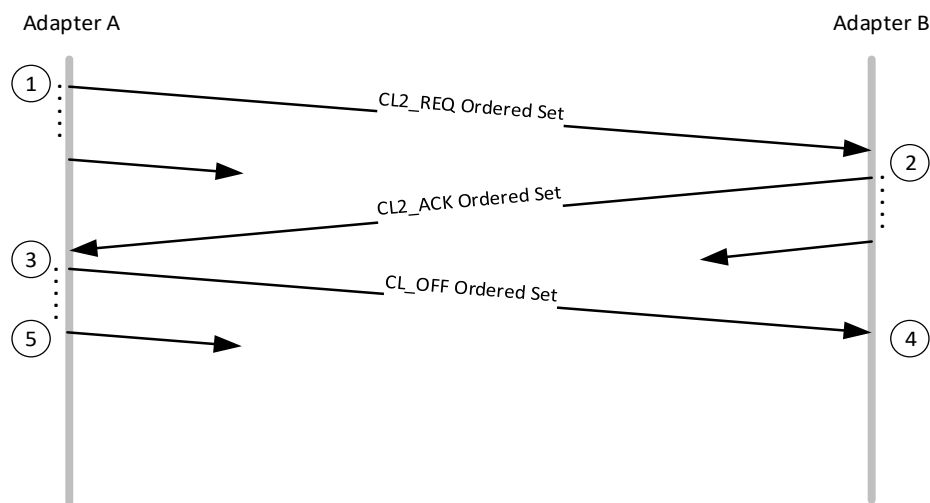 Adapter A
Adapter B
1
CL2_REQ Ordered Set
2
CL2_ACK Ordered Set
3
CL_OFF Ordered Set
5
4